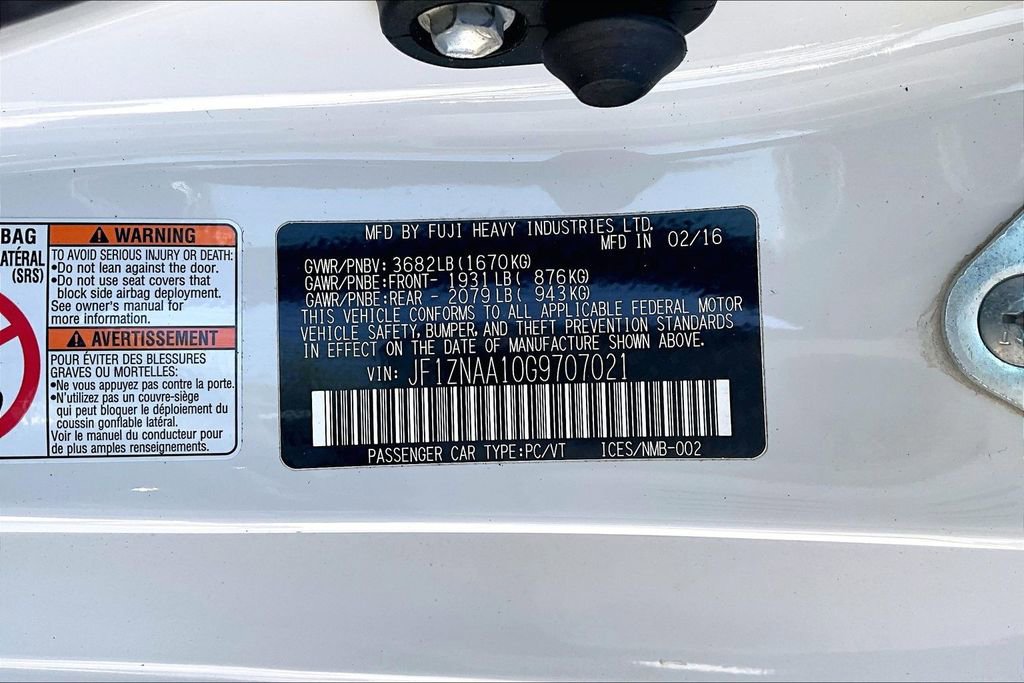 BAG
ATÉRAL
(SRS)
WARNING
TO AVOID SERIOUS INJURY OR DEATH:
•Do not lean against the door.
•Do not use seat covers that
block side airbag deployment.
See owner's manual for
more information.
AVERTISSEMENT
POUR ÉVITER DES BLESSURES
GRAVES OU MORTELLES:
•Ne vous appuyez pas contre la porte.
•N'utilizez pas un couvre-siège
qui peut bloquer le déploiement du
coussin gonflable latéral.
Voir le manuel du conducteur pour
de plus amples renseignements.
MFD BY FUJI HEAVY INDUSTRIES LTD.
MFD IN 02/16
GVWR/PNBV: 3682LB(1670KG)
GAWR/PNBE:FRONT- 1931LB( 876KG)
GAWR/PNBE:REAR - 2079LB( 943KG)
THIS VEHICLE CONFORMS TO ALL APPLICABLE FEDERAL MOTOR
VEHICLE SAFETY, BUMPER, AND THEFT PREVENTION STANDARDS
IN EFFECT ON THE DATE OF MANUFACTURE SHOWN ABOVE.
VIN: JF1ZNAA10G9707021
PASSENGER CAR TYPE:PC/VT ICES/NMB-002